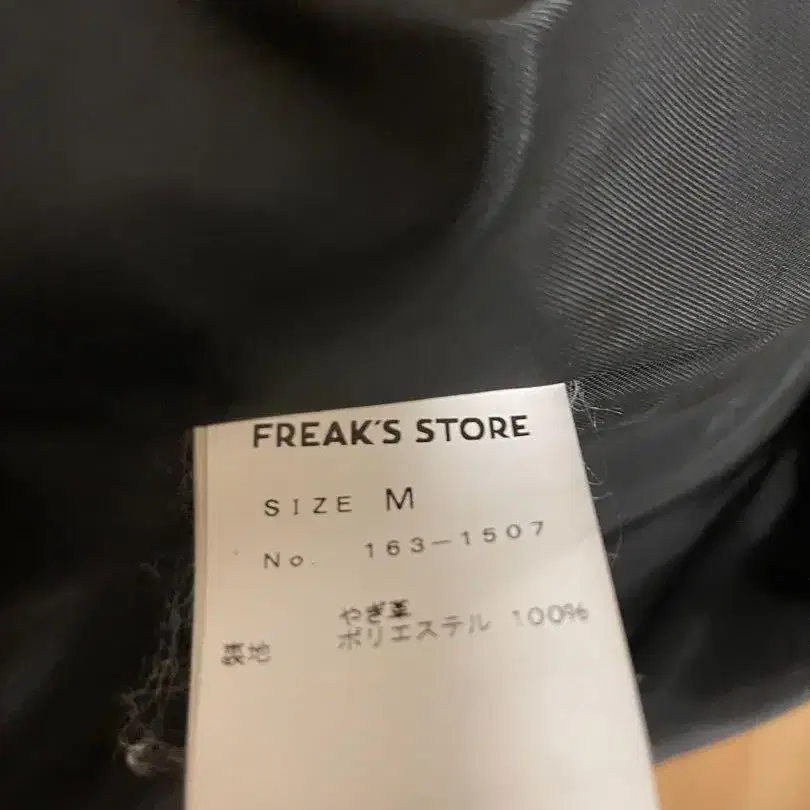 FREAK'S STORE
SIZE M
No. 163-1507
やぎ革
裏地 ポリエステル 100%